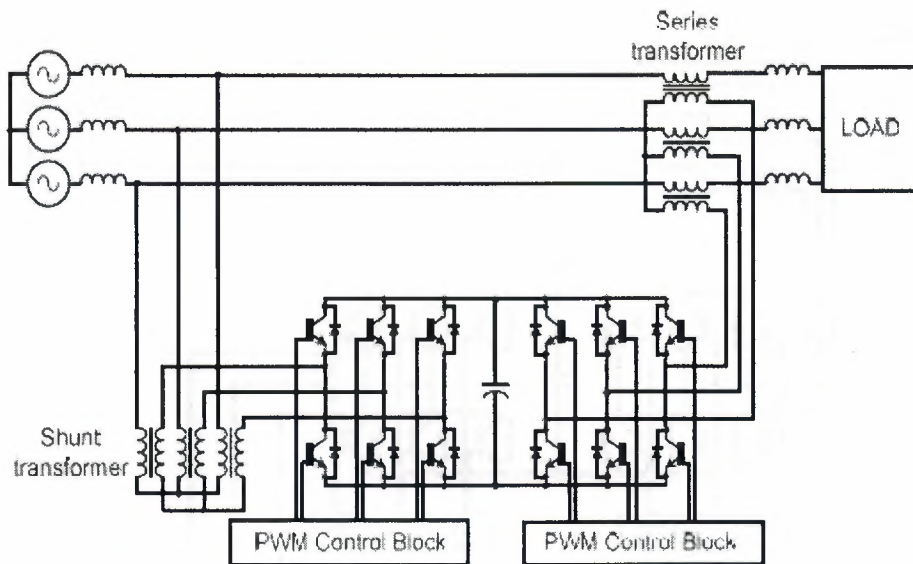 Series
transformer
LOAD
Shunt
transformer
PWM Control Block
PWM Control Block